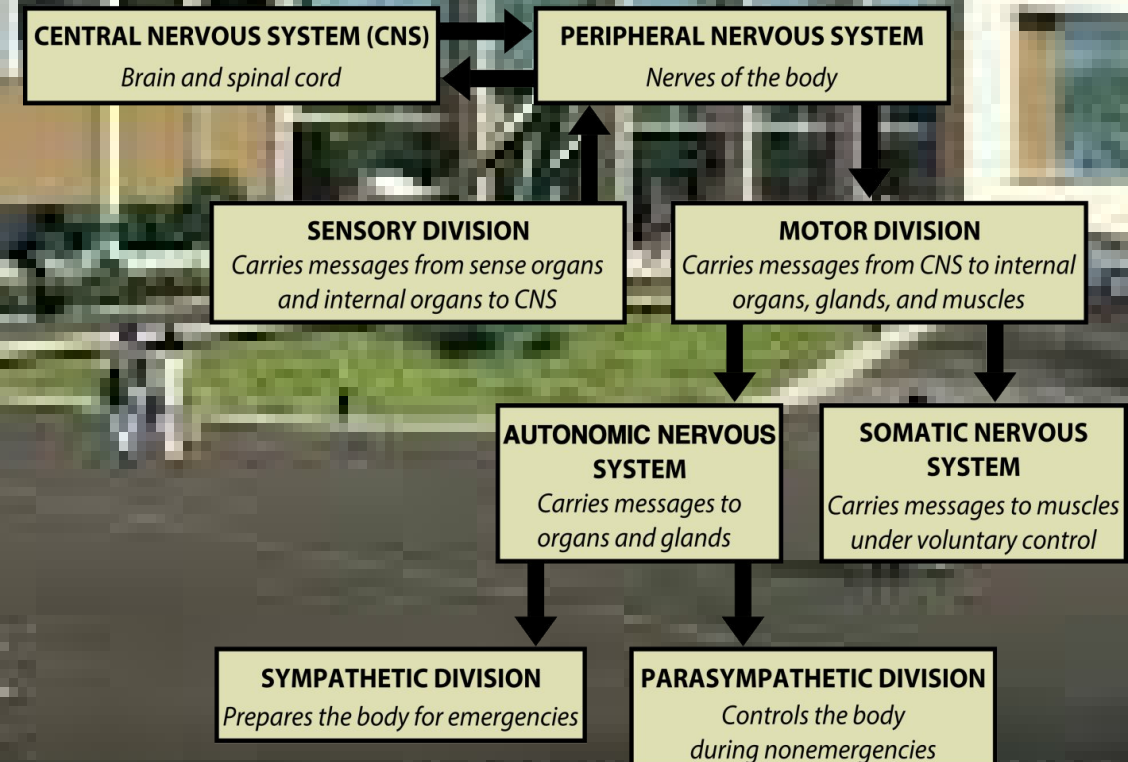 CENTRAL NERVOUS SYSTEM (CNS)
Brain and spinal cord
PERIPHERAL NERVOUS SYSTEM
Nerves of the body
SENSORY DIVISION
Carries messages from sense organs
and internal organs to CNS
MOTOR DIVISION
Carries messages from CNS to internal
organs, glands, and muscles
AUTONOMIC NERVOUS
SYSTEM
Carries messages to
organs and glands
SOMATIC NERVOUS
SYSTEM
Carries messages to muscles
under voluntary control
SYMPATHETIC DIVISION
Prepares the body for emergencies
PARASYMPATHETIC DIVISION
Controls the body
during nonemergencies